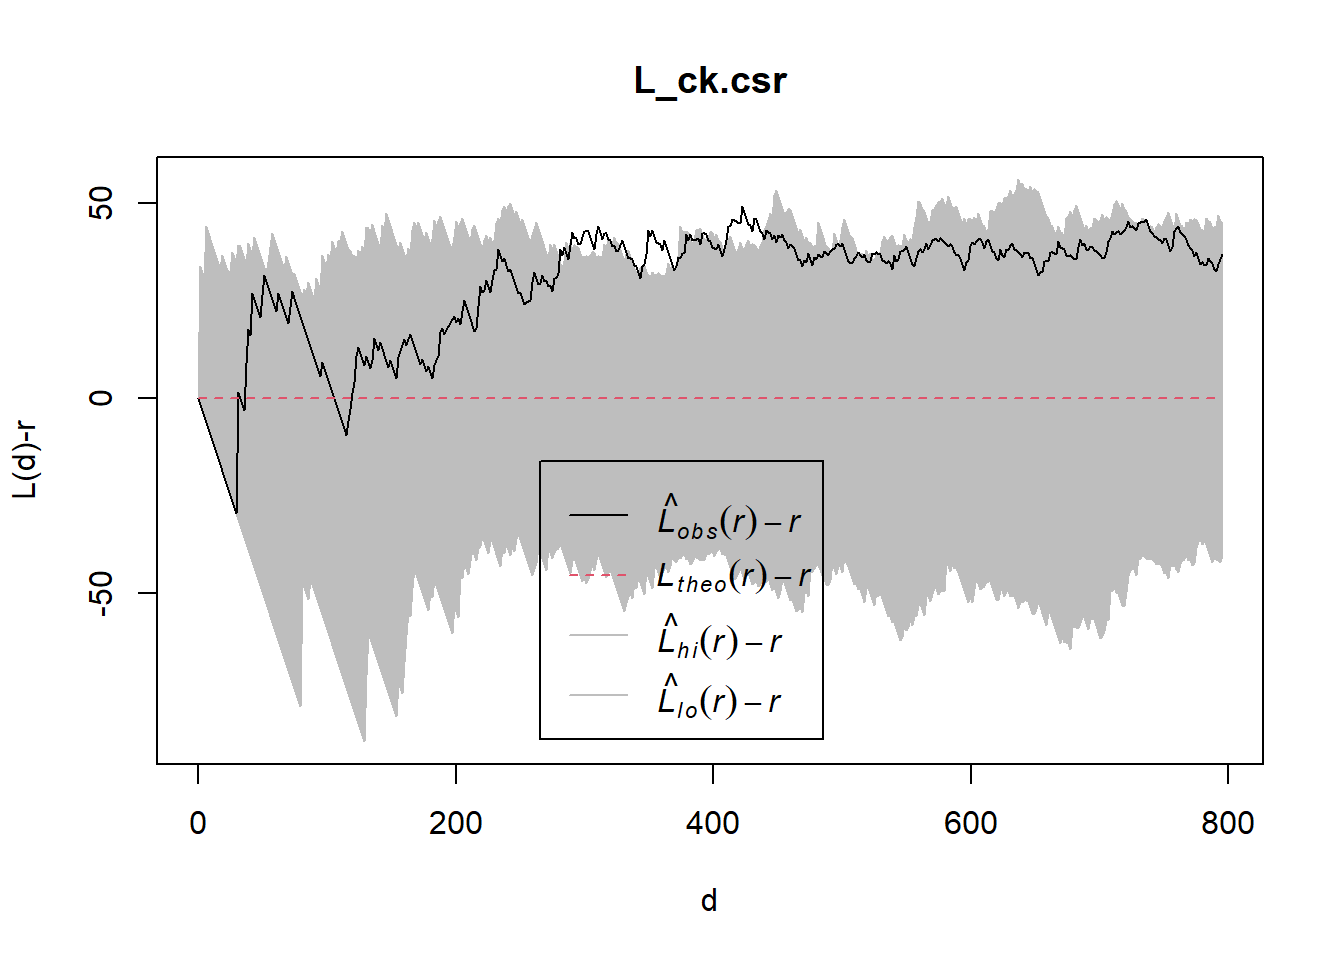 L_ck.csr
L(d)-r
50
0
-50
L̂obs(r) − r
Ltheo(r) − r
L̂hi(r) − r
L̂lo(r) − r
0 200 400 600 800
d